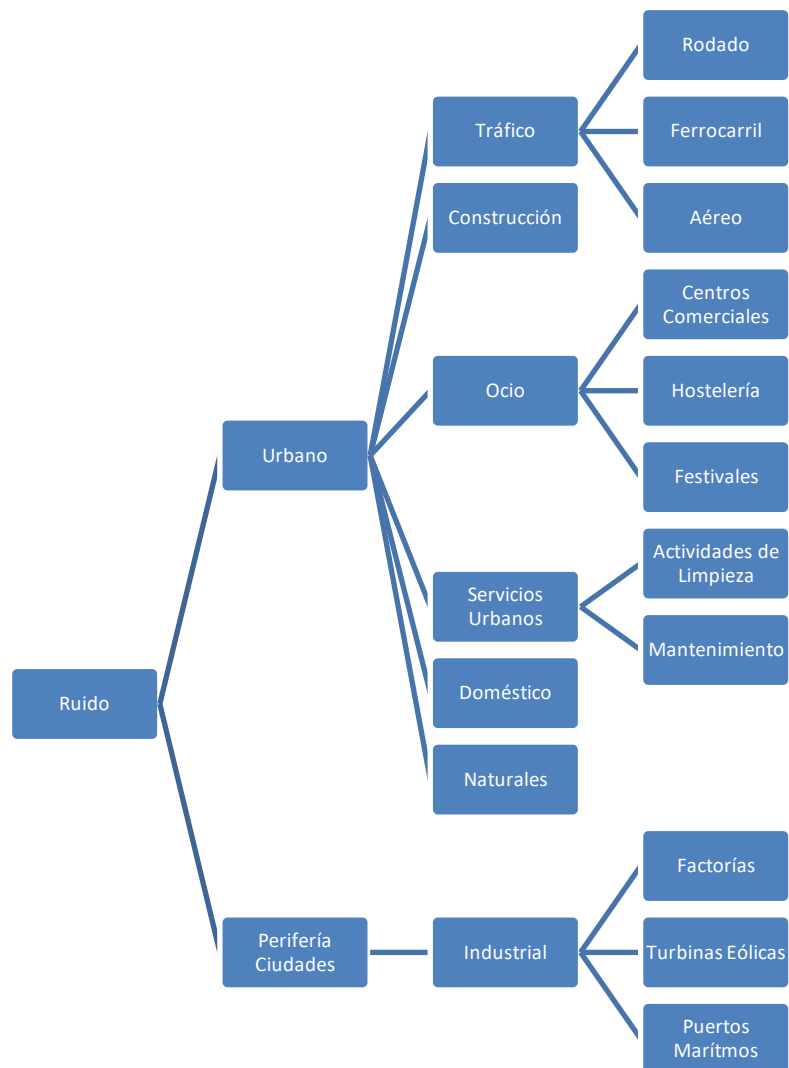 Rodado
Tráfico
Ferrocarril
Construcción
Aéreo
Centros
Comerciales
Ocio
Hostelería
Urbano
Festivales
Actividades de
Limpieza
Servicios
Urbanos
Mantenimiento
Ruido
Doméstico
Naturales
Factorías
Perifería
Ciudades
Industrial
Turbinas Eólicas
Puertos
Marítmos